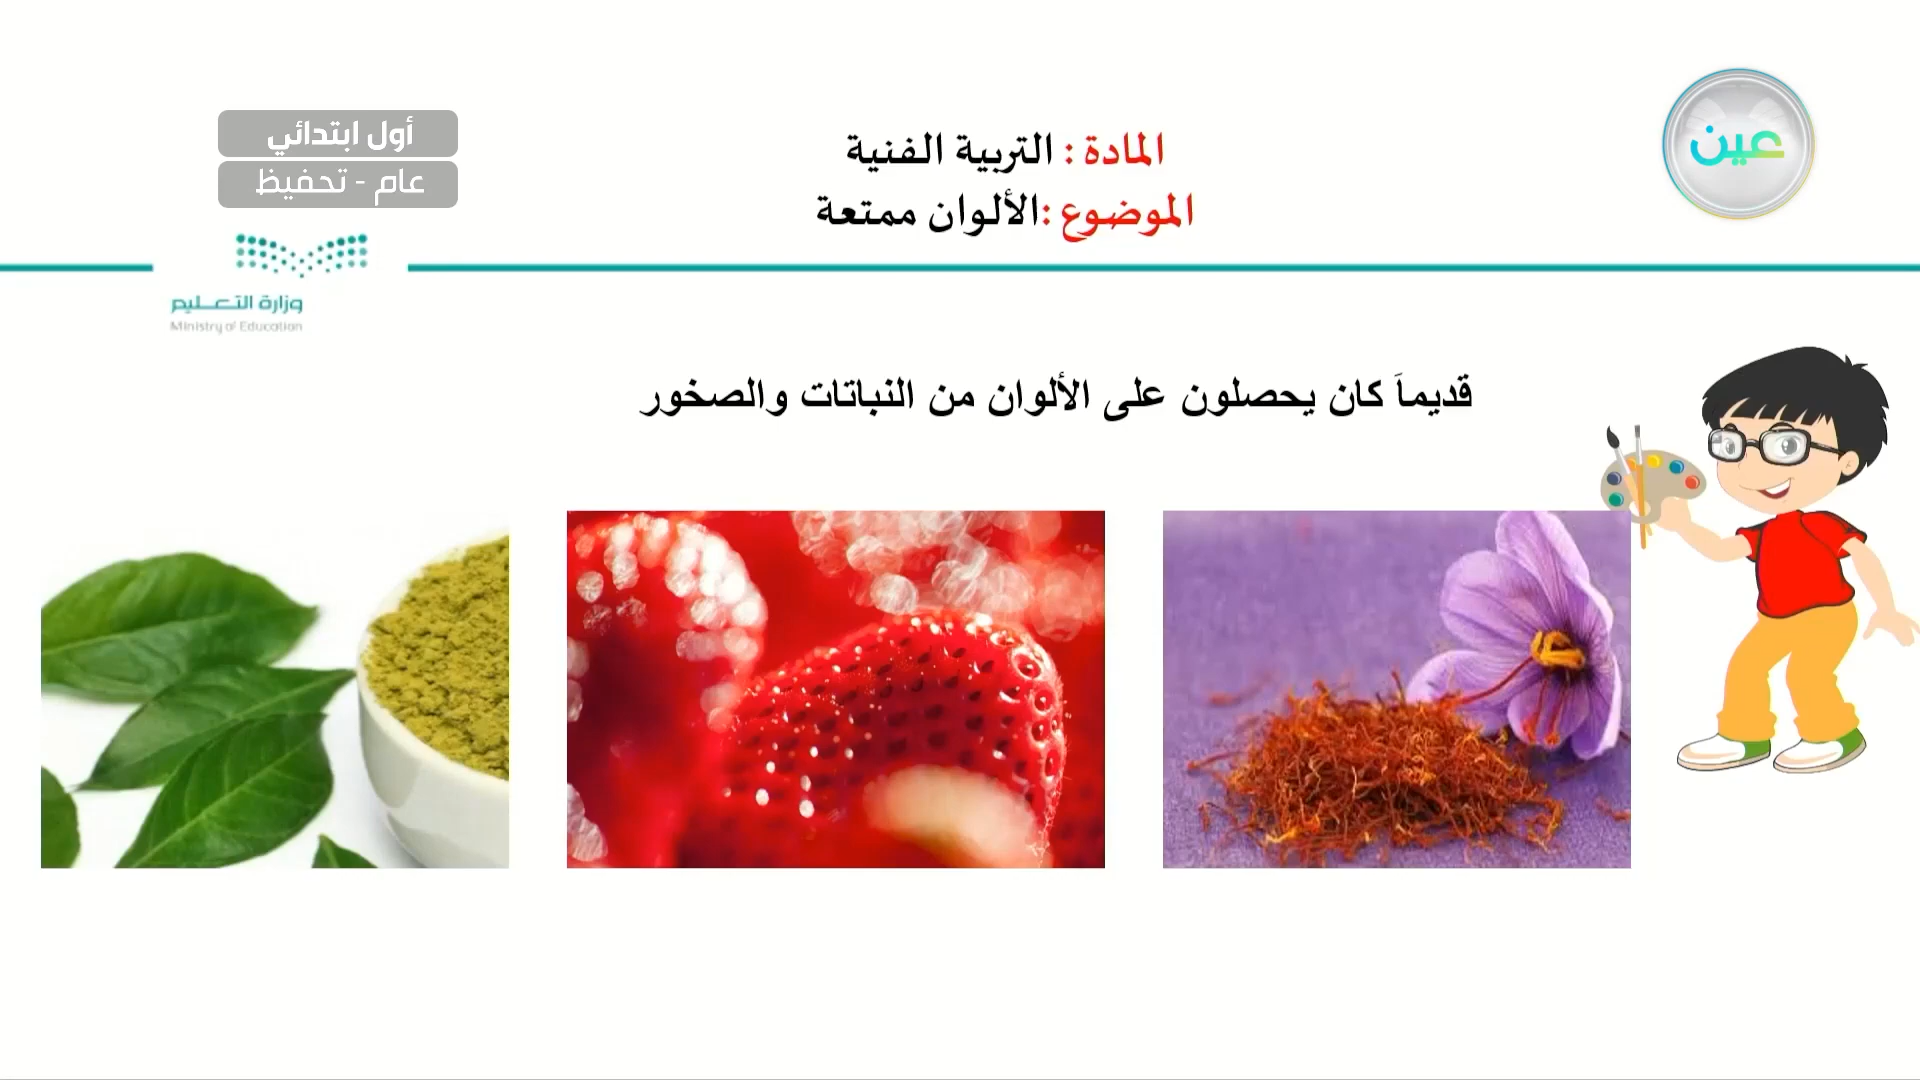 أول ابتدائي
عام - تحفيظ
المادة : التربية الفنية
الموضوع :الألوان ممتعة
عين
وزارة التعليم
Ministry of Education
قديماَ كان يحصلون على الألوان من النباتات والصخور